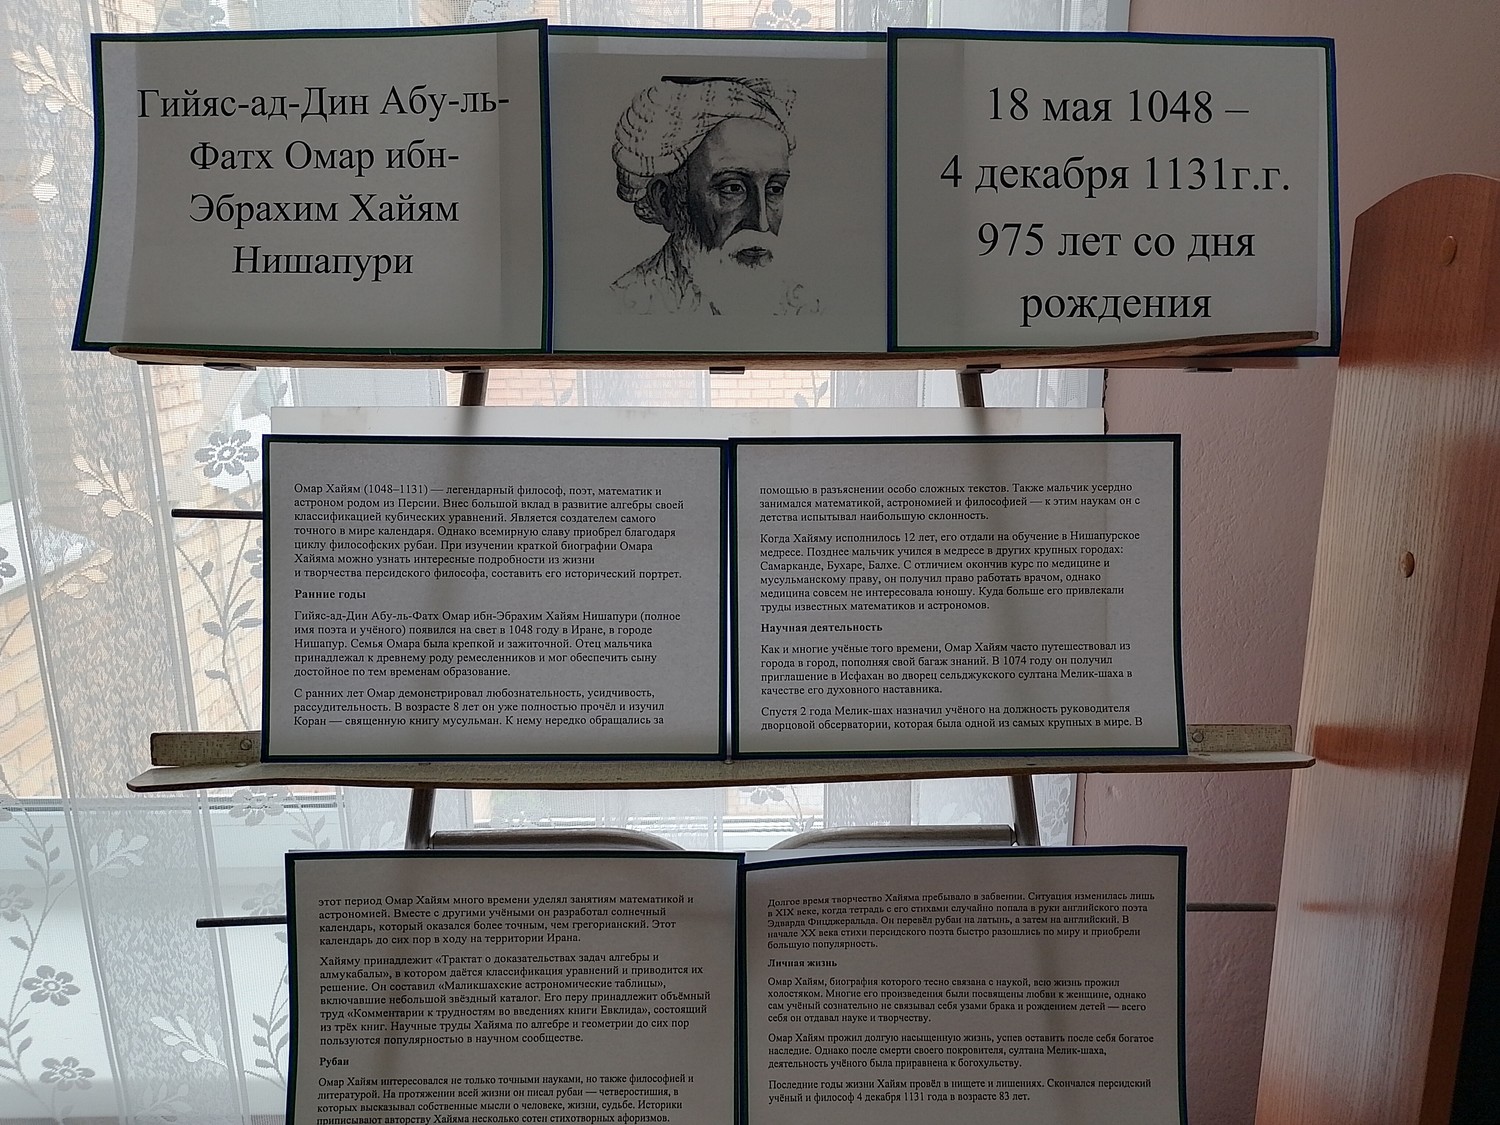 Гийяс-ад-Дин Абу-ль-
Фатх Омар ибн-
Эбрахим Хайям
Нишапури
18 мая 1048 –
4 декабря 1131г.г.
975 лет со дня
рождения
Омар Хайям (1048–1131) — легендарный философ, поэт, математик и
астроном родом из Персии. Внес большой вклад в развитие алгебры своей
классификацией кубических уравнений. Является создателем самого
точного в мире календаря. Однако всемирную славу приобрел благодаря
циклу философских рубаи. При изучении краткой биографии Омара
Хайяма можно узнать интересные подробности из жизни
и творчества персидского философа, составить его исторический портрет.
Ранние годы
Гийяс-ад-Дин Абу-ль-Фатх Омар ибн-Эбрахим Хайям Нишапури (полное
имя поэта и учёного) появился на свет в 1048 году в Иране, в городе
Нишапур. Семья Омара была крепкой и зажиточной. Отец мальчика
принадлежал к древнему роду ремесленников и мог обеспечить сыну
достойное по тем временам образование.
С ранних лет Омар демонстрировал любознательность, усидчивость,
рассудительность. В возрасте 8 лет он уже полностью прочёл и изучил
Коран — священную книгу мусульман. К нему нередко обращались за
помощью в разъяснении особо сложных текстов. Также мальчик усердно
занимался математикой, астрономией и философией — к этим наукам он с
детства испытывал наибольшую склонность.
Когда Хайяму исполнилось 12 лет, его отдали на обучение в Нишапурское
медресе. Позднее мальчик учился в медресе в других крупных городах:
Самарканде, Бухаре, Балхе. С отличием окончив курс по медицине и
мусульманскому праву, он получил право работать врачом, однако
медицина совсем не интересовала юношу. Куда больше его привлекали
труды известных математиков и астрономов.
Научная деятельность
Как и многие учёные того времени, Омар Хайям часто путешествовал из
города в город, пополняя свой багаж знаний. В 1074 году он получил
приглашение в Исфахан во дворец сельджукского султана Мелик-шаха в
качестве его духовного наставника.
Спустя 2 года Мелик-шах назначил учёного на должность руководителя
дворцовой обсерватории, которая была одной из самых крупных в мире. В
этот период Омар Хайям много времени уделял занятиям математикой и
астрономией. Вместе с другими учёными он разработал солнечный
календарь, который оказался более точным, чем грегорианский. Этот
календарь до сих пор в ходу на территории Ирана.
Хайяму принадлежит «Трактат о доказательствах задач алгебры и
алмукабалы», в котором даётся классификация уравнений и приводится их
решение. Он составил «Маликшахские астрономические таблицы»,
включавшие небольшой звёздный каталог. Его перу принадлежит объёмный
труд «Комментарии к трудностям во введениях книги Евклида», состоящий
из трёх книг. Научные труды Хайяма по алгебре и геометрии до сих пор
пользуются популярностью в научном сообществе.
Рубаи
Омар Хайям интересовался не только точными науками, но также философией и
литературой. На протяжении всей жизни он писал рубаи — четверостишия, в
которых высказывал собственные мысли о человеке, жизни, судьбе. Историки
приписывают авторству Хайяма несколько сотен стихотворных афоризмов.
Долгое время творчество Хайяма пребывало в забвении. Ситуация изменилась лишь
в XIX веке, когда тетрадь с его стихами случайно попала в руки английского поэта
Эдварда Фицджеральда. Он перевёл рубаи на латынь, а затем на английский. В
начале XX века стихи персидского поэта быстро разошлись по миру и приобрели
большую популярность.
Личная жизнь
Омар Хайям, биография которого тесно связана с наукой, всю жизнь прожил
холостяком. Многие его произведения были посвящены любви к женщине, однако
сам учёный сознательно не связывал себя узами брака и рождением детей — всего
себя он отдавал науке и творчеству.
Омар Хайям прожил долгую насыщенную жизнь, успев оставить после себя богатое
наследие. Однако после смерти своего покровителя, султана Мелик-шаха,
деятельность учёного была приравнена к богохульству.
Последние годы жизни Хайям провёл в нищете и лишениях. Скончался персидский
учёный и философ 4 декабря 1131 года в возрасте 83 лет.